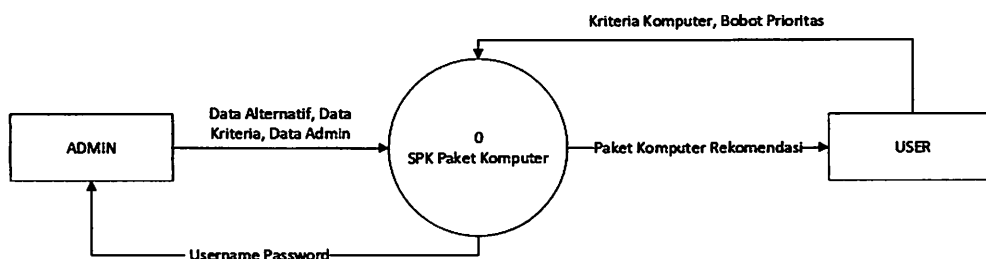 Kriteria Komputer, Bobot Prioritas
Data Alternatif, Data
Kriteria, Data Admin
ADMIN
0
SPK Paket Komputer
Paket Komputer Rekomendasi
USER
Username Password